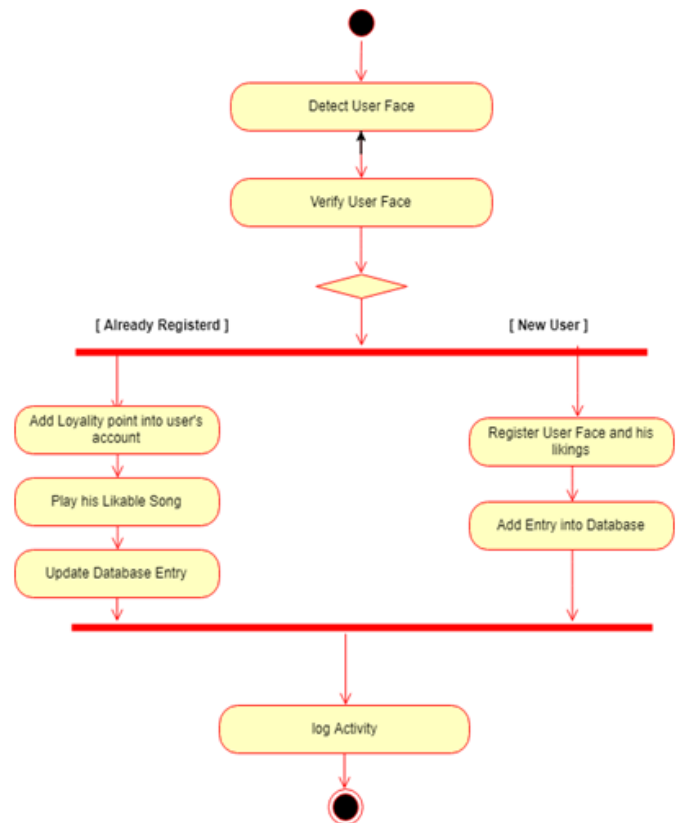 Detect User Face
Verify User Face
[ Already Registerd ]
[ New User ]
Add Loyality point into user's
account
Play his Likable Song
Update Database Entry
Register User Face and his
likings
Add Entry into Database
log Activity